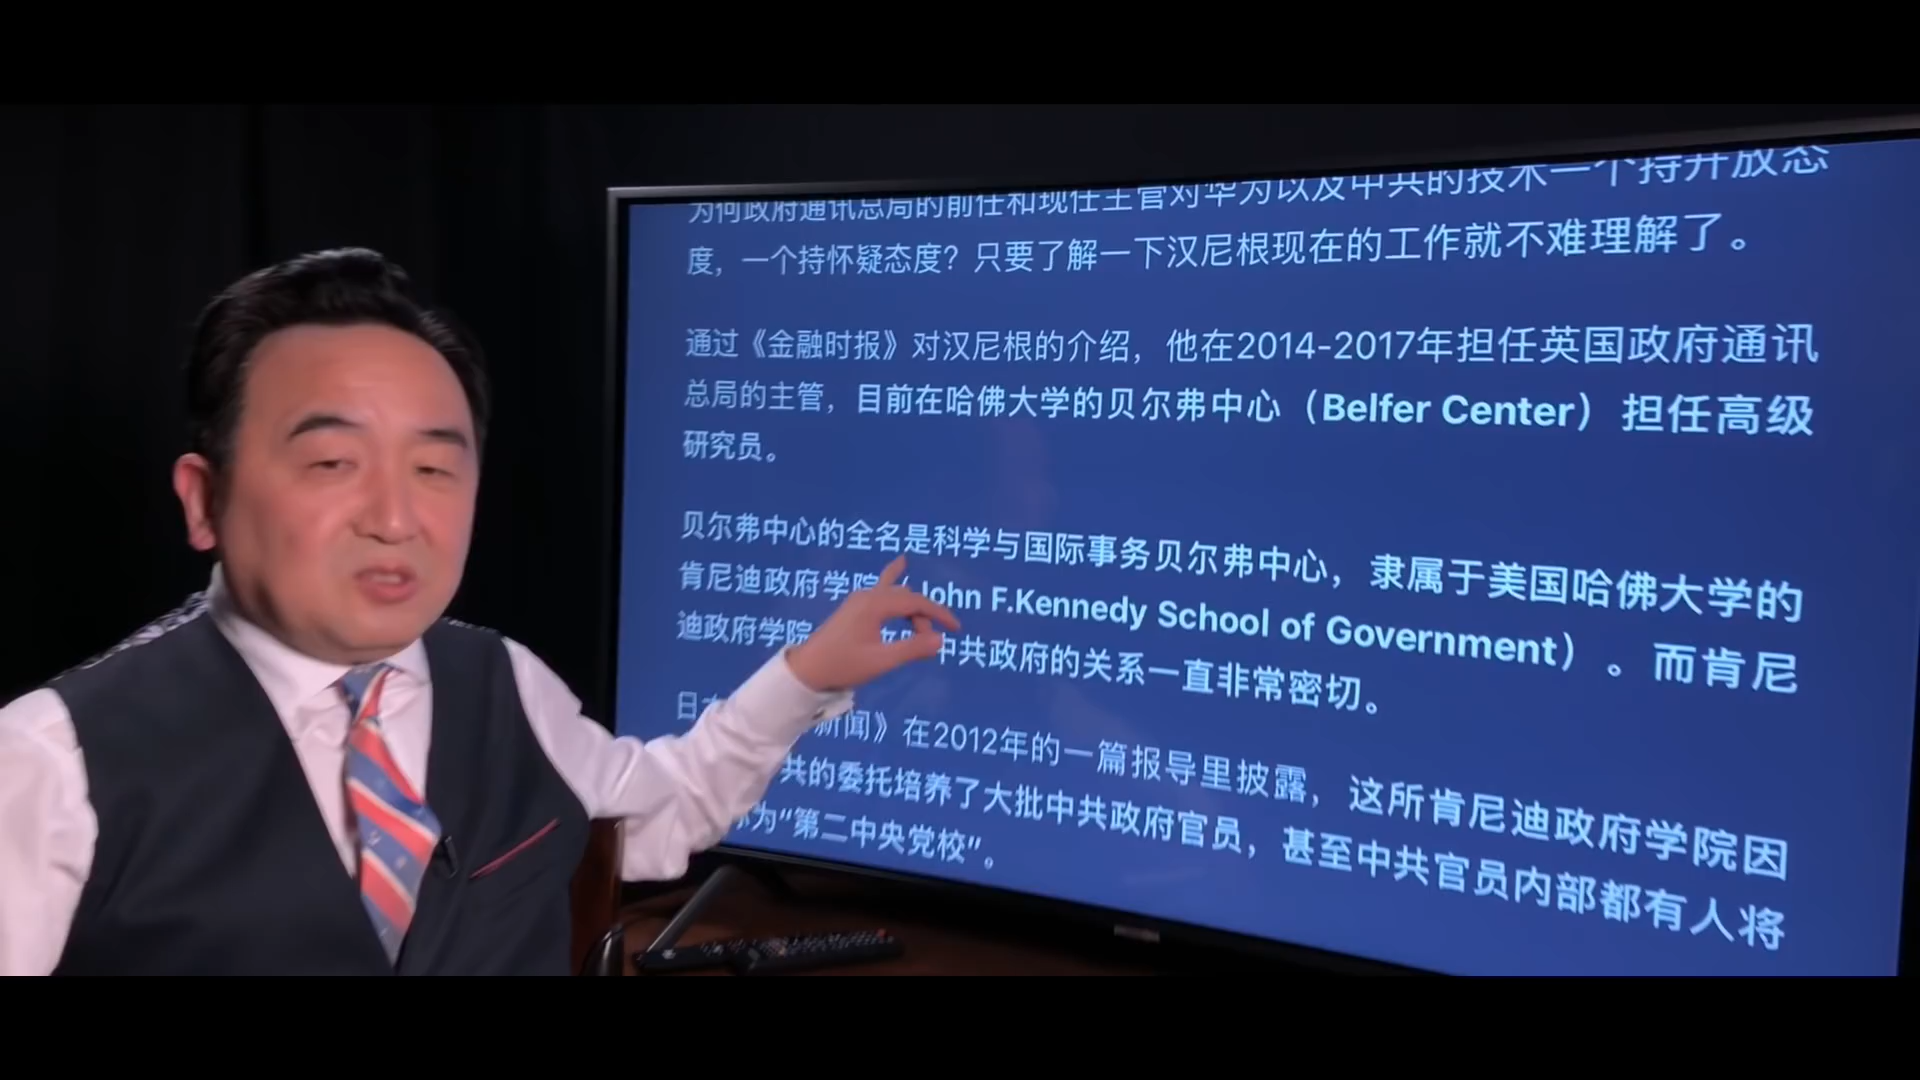 为何政府通讯总局的前任和现任主管对华为以及中共的技术一个持开放态
度，一个持怀疑态度？只要了解一下汉尼根现在的工作就不难理解了。
通过《金融时报》对汉尼根的介绍，他在2014-2017年担任英国政府通讯
总局的主管，目前在哈佛大学的贝尔弗中心（Belfer Center）担任高级
研究员。
贝尔弗中心的全名是科学与国际事务贝尔弗中心，隶属于美国哈佛大学的
肯尼迪政府学院（John F.Kennedy School of Government）。而肯尼
迪政府学院 中共政府的关系一直非常密切。
新闻》在2012年的一篇报导里披露，这所肯尼迪政府学院因
共的委托培养了大批中共政府官员，甚至中共官员内部都有人将
称为“第二中央党校”。